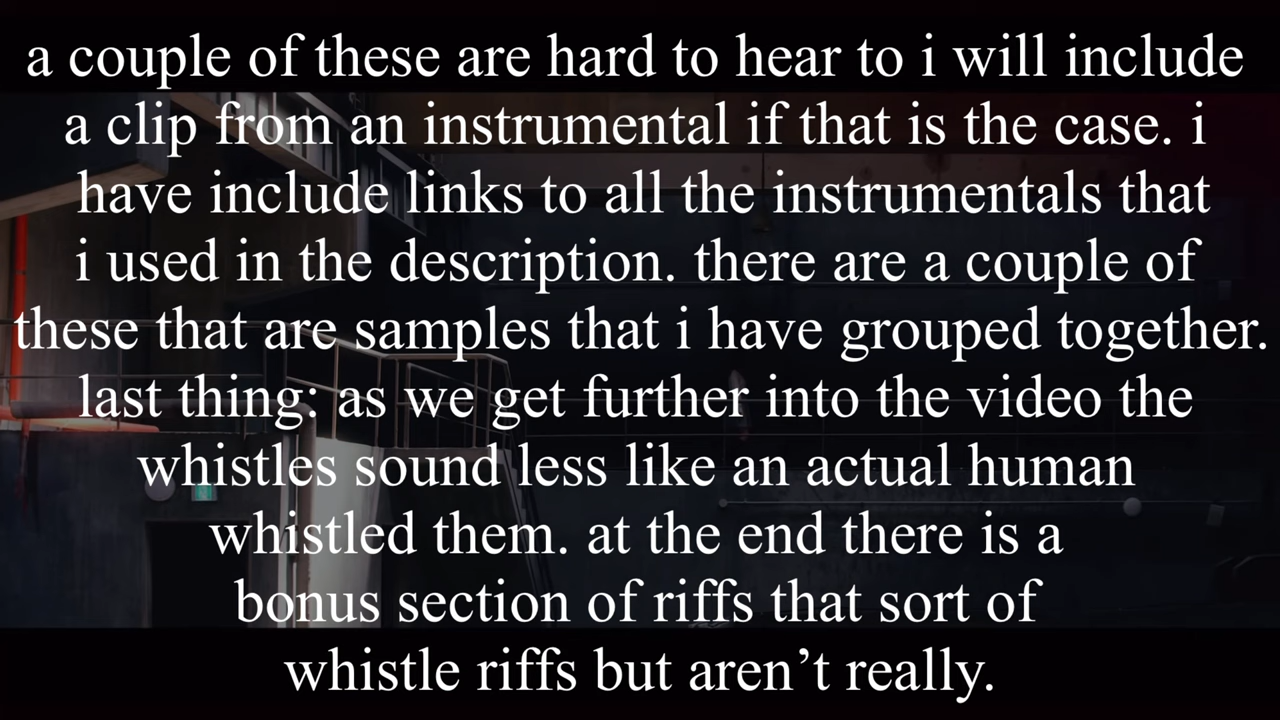 a couple of these are hard to hear to i will include
a clip from an instrumental if that is the case. i
have include links to all the instrumentals that
i used in the description. there are a couple of
these that are samples that i have grouped together.
last thing: as we get further into the video the
whistles sound less like an actual human
whistled them. at the end there is a
bonus section of riffs that sort of
whistle riffs but aren’t really.